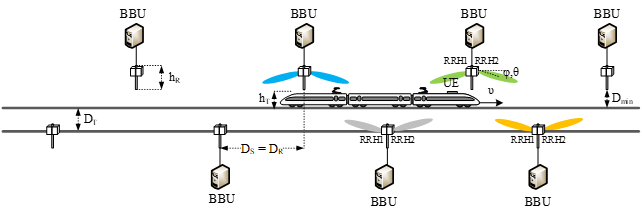 BBU
BBU
BBU
BBU
RRH1
RRH2
h_R
φ,θ
UE
h_T
υ
D_min
D_T
RRH1
RRH2
RRH1
RRH2
D_S = D_R
BBU
BBU
BBU